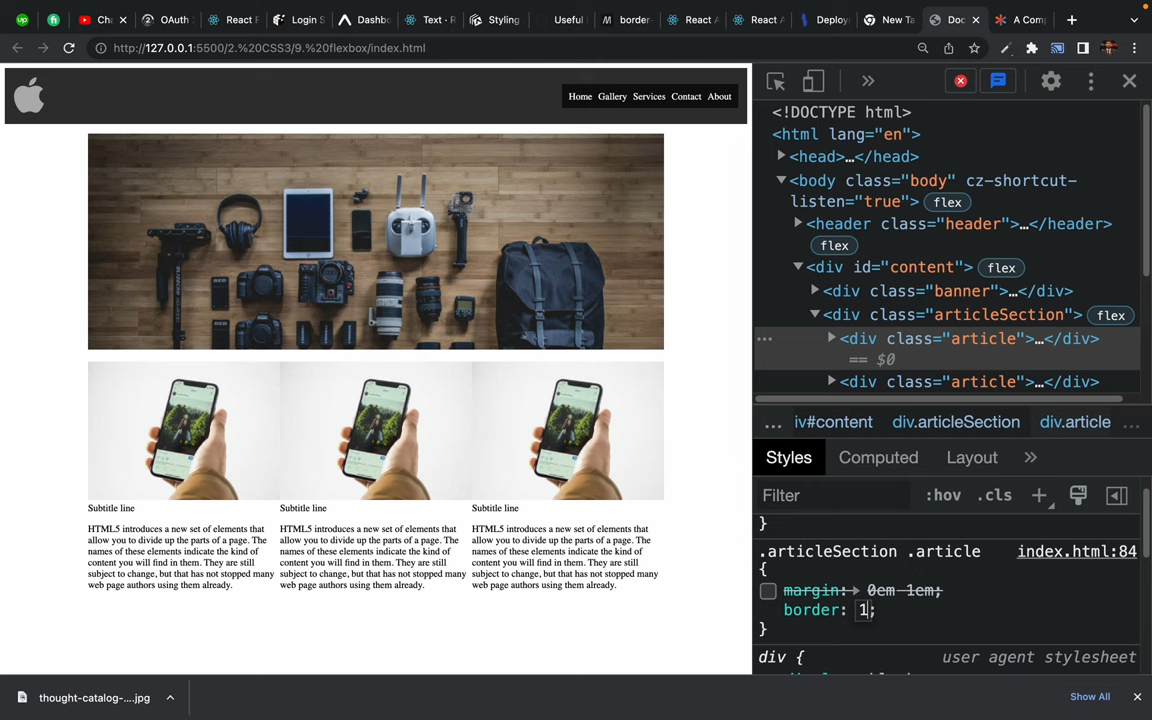 Cha
OAuth
React F
Login S
Dashbo
Text - R
Styling
Useful
border-
React A
React A
Deploy
New Ta
Doc
A Comp
http://127.0.0.1:5500/2.%20CSS3/9.%20flexbox/index.html
Home Gallery Services Contact About
Subtitle line
HTML5 introduces a new set of elements that
allow you to divide up the parts of a page. The
names of these elements indicate the kind of
content you will find in them. They are still
subject to change, but that has not stopped many
web page authors using them already.
Subtitle line
HTML5 introduces a new set of elements that
allow you to divide up the parts of a page. The
names of these elements indicate the kind of
content you will find in them. They are still
subject to change, but that has not stopped many
web page authors using them already.
Subtitle line
HTML5 introduces a new set of elements that
allow you to divide up the parts of a page. The
names of these elements indicate the kind of
content you will find in them. They are still
subject to change, but that has not stopped many
web page authors using them already.
<!DOCTYPE html>
<html lang="en">
<head>…</head>
<body class="body" cz-shortcut-
listen="true"> flex
<header class="header">…</header>
flex
<div id="content"> flex
<div class="banner">…</div>
<div class="articleSection"> flex
<div class="article">…</div>
== $0
<div class="article">…</div>
... iv#content div.articleSection div.article ...
Styles Computed Layout
Filter :hov .cls
}
.articleSection .article index.html:84
{
margin: 0em 1em;
border: 1;
}
div { user agent stylesheet
thought-catalog-....jpg
Show All